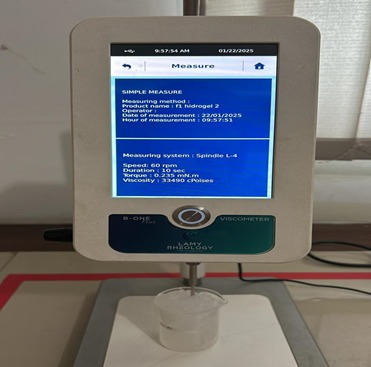 9:57:54 AM 01/22/2025
Measure
SIMPLE MEASURE
Measuring method :
Product name : f1 hidrogel 2
Operator :
Date of measurement : 22/01/2025
Hour of measurement : 09:57:51
Measuring system : Spindle L-4
Speed: 60 rpm
Duration : 10 sec
Torque : 0.235 mN.m
Viscosity : 33490 cPoises
B-ONE Plus VISCOMETER
LAMY
RHEOLOGY